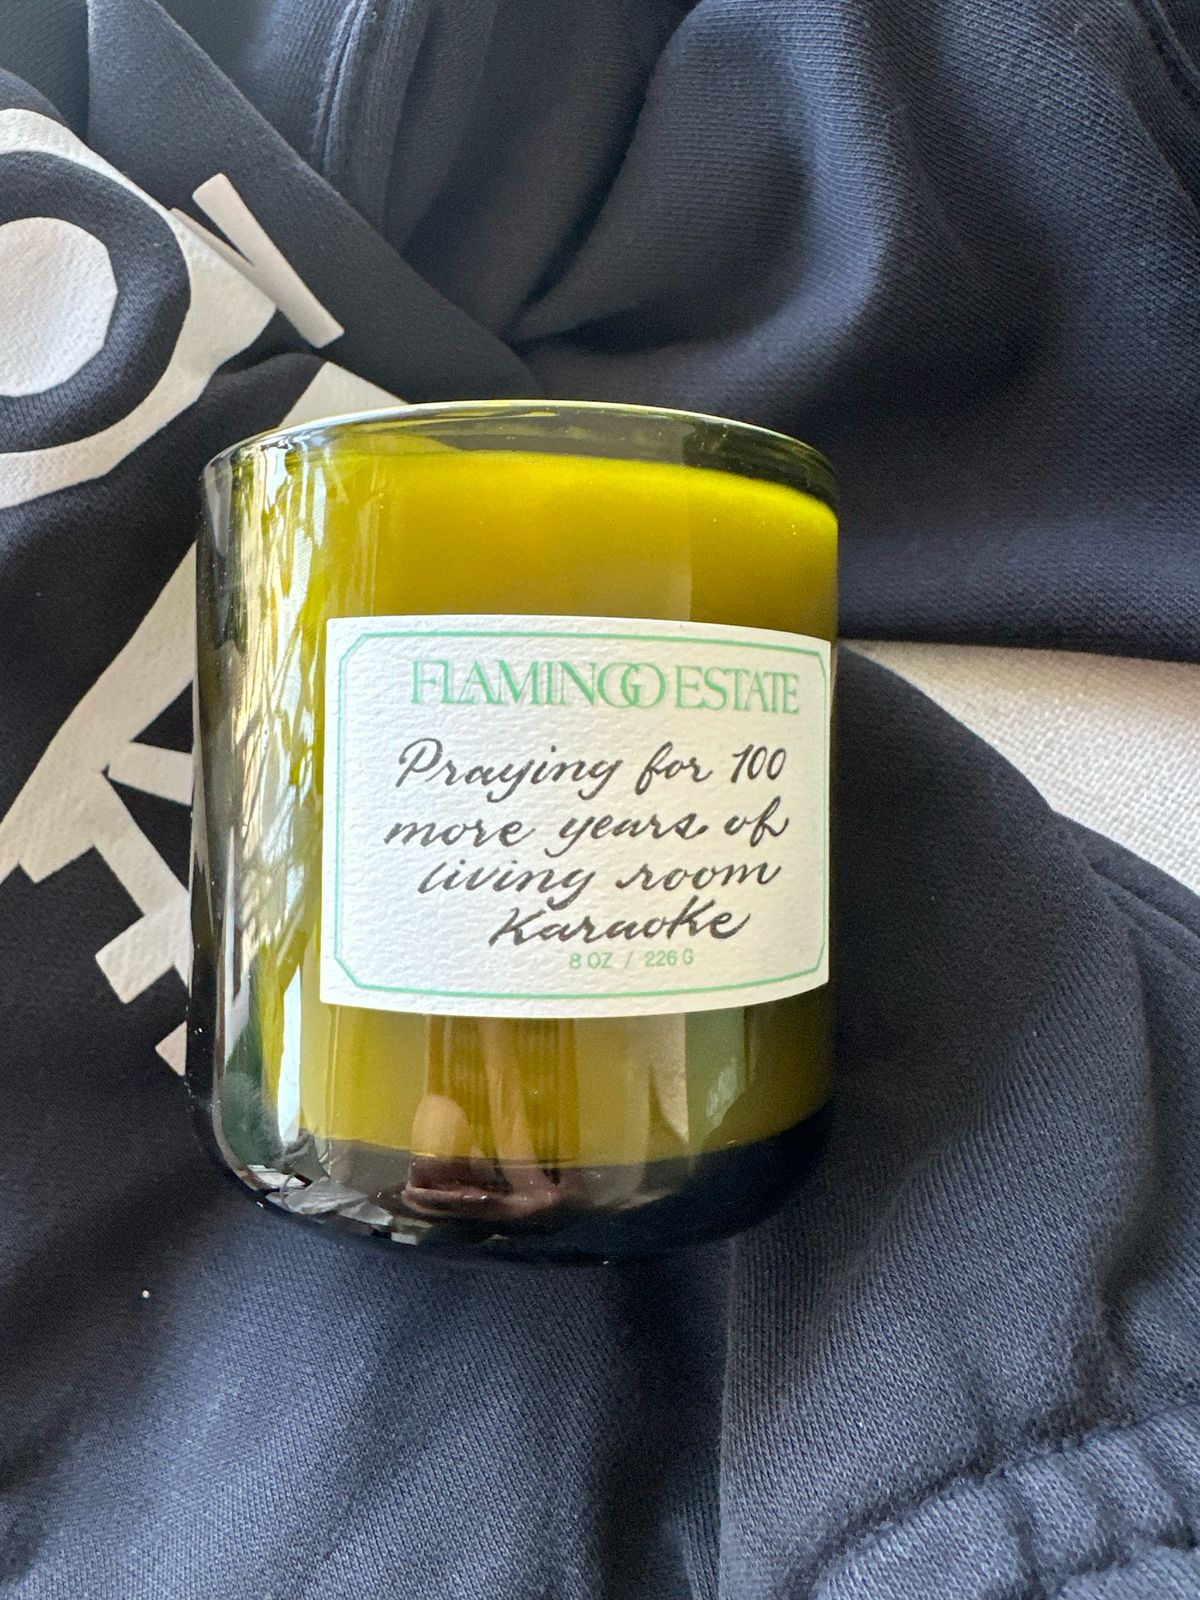 FLAMINGO ESTATE
Praying for 100
more years of
living room
Karaoke
8 OZ / 226 G